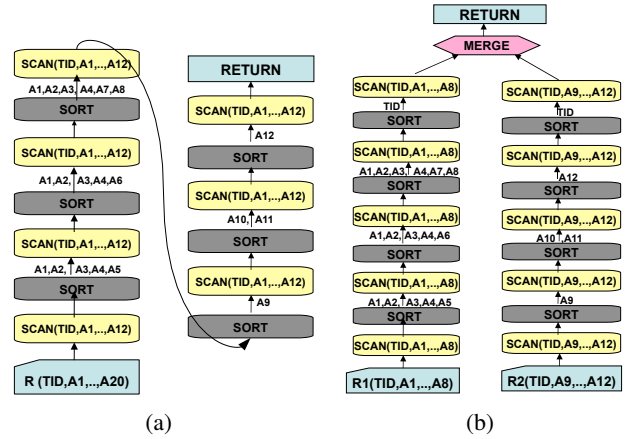 SCAN(TID,A1,..,A12)
A1,A2,A3, A4,A7,A8
SORT
SCAN(TID,A1,..,A12)
A1,A2, A3,A4,A6
SORT
SCAN(TID,A1,..,A12)
A1,A2, A3,A4,A5
SORT
SCAN(TID,A1,..,A12)
R (TID,A1,..,A20)
RETURN
SCAN(TID,A1,..,A12)
A12
SORT
SCAN(TID,A1,..,A12)
A10, A11
SORT
SCAN(TID,A1,..,A12)
A9
SORT
(a)
RETURN
MERGE
SCAN(TID,A1,..,A8)
TID
SORT
SCAN(TID,A1,..,A8)
A1,A2,A3, A4,A7,A8
SORT
SCAN(TID,A1,..,A8)
A1,A2, A3,A4,A6
SORT
SCAN(TID,A1,..,A8)
A1,A2, A3,A4,A5
SORT
SCAN(TID,A1,..,A8)
R1(TID,A1,..,A8)
SCAN(TID,A9,..,A12)
TID
SORT
SCAN(TID,A9,..,A12)
A12
SORT
SCAN(TID,A9,..,A12)
A10 ,A11
SORT
SCAN(TID,A9,..,A12)
A9
SORT
SCAN(TID,A9,..,A12)
R2(TID,A9,..,A12)
(b)